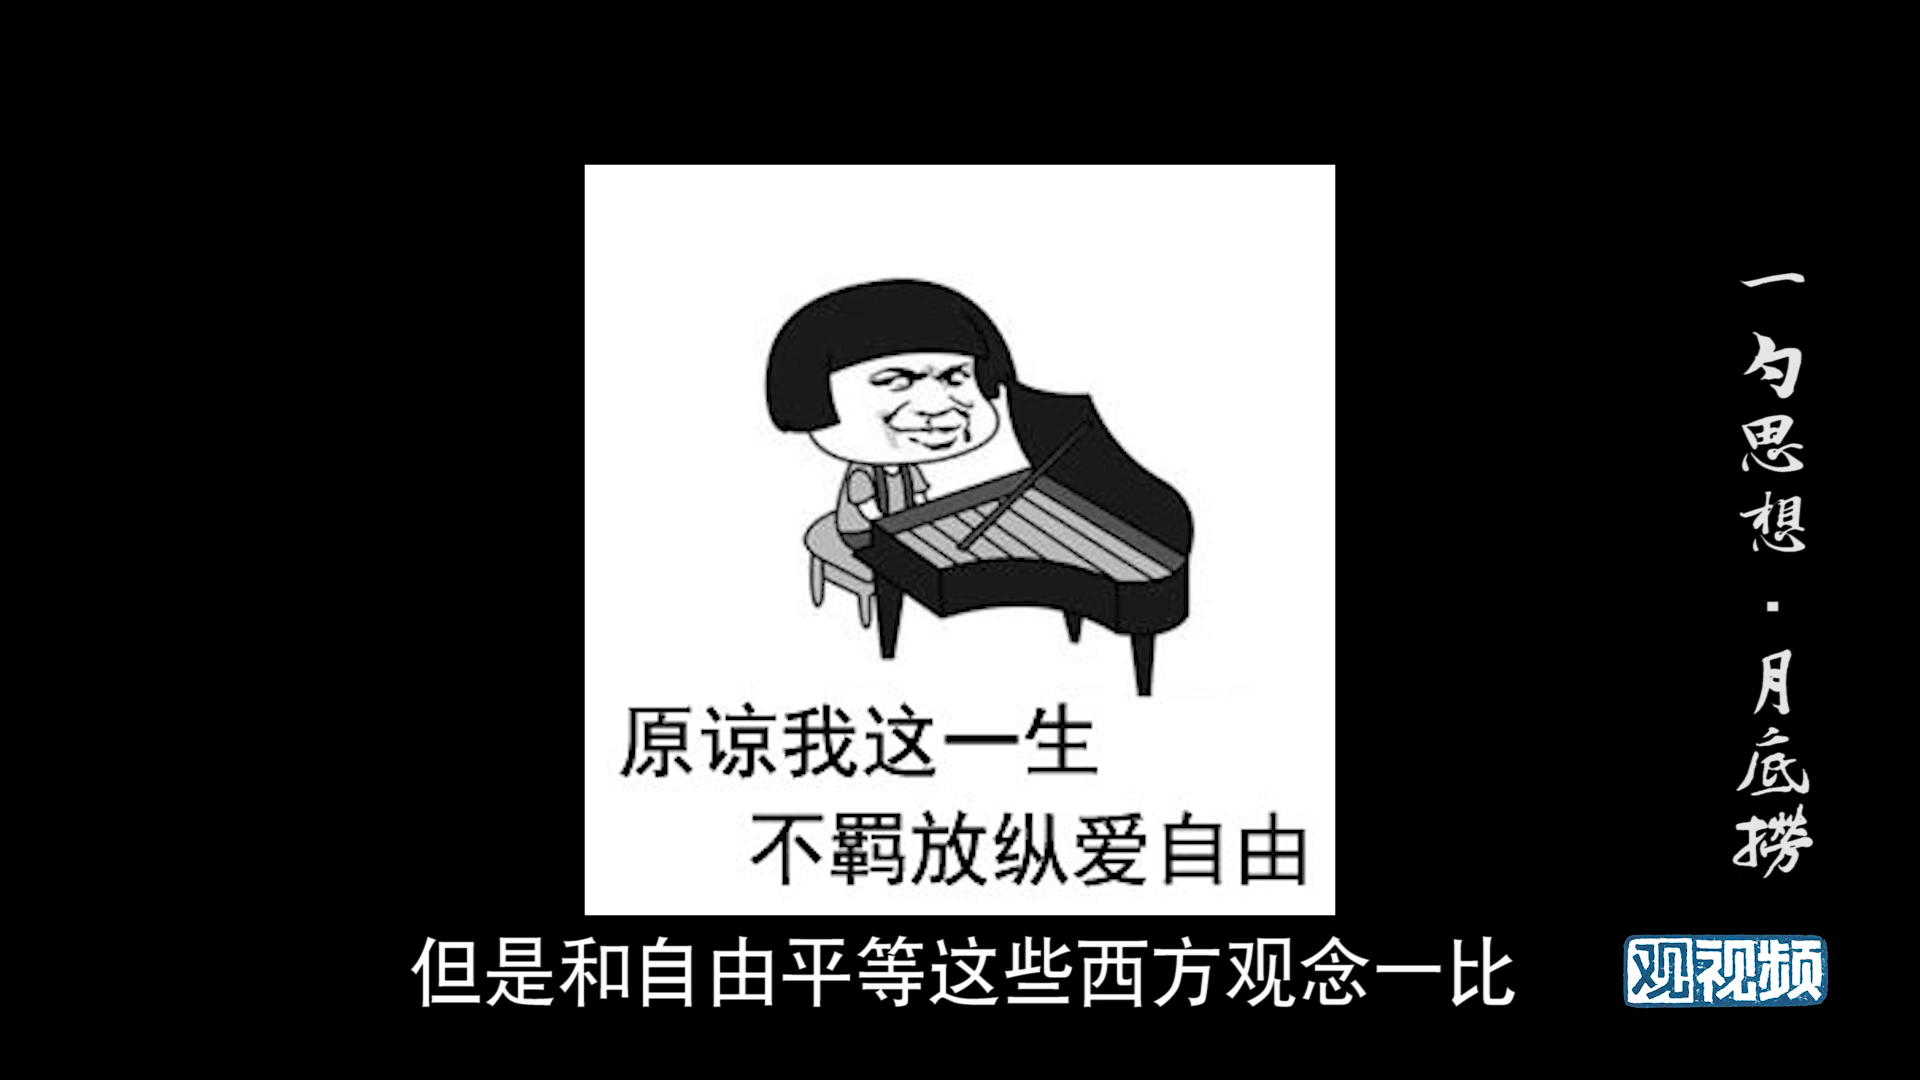 原谅我这一生
不羁放纵爱自由
但是和自由平等这些西方观念一比
一勺思想·月底捞
观视频